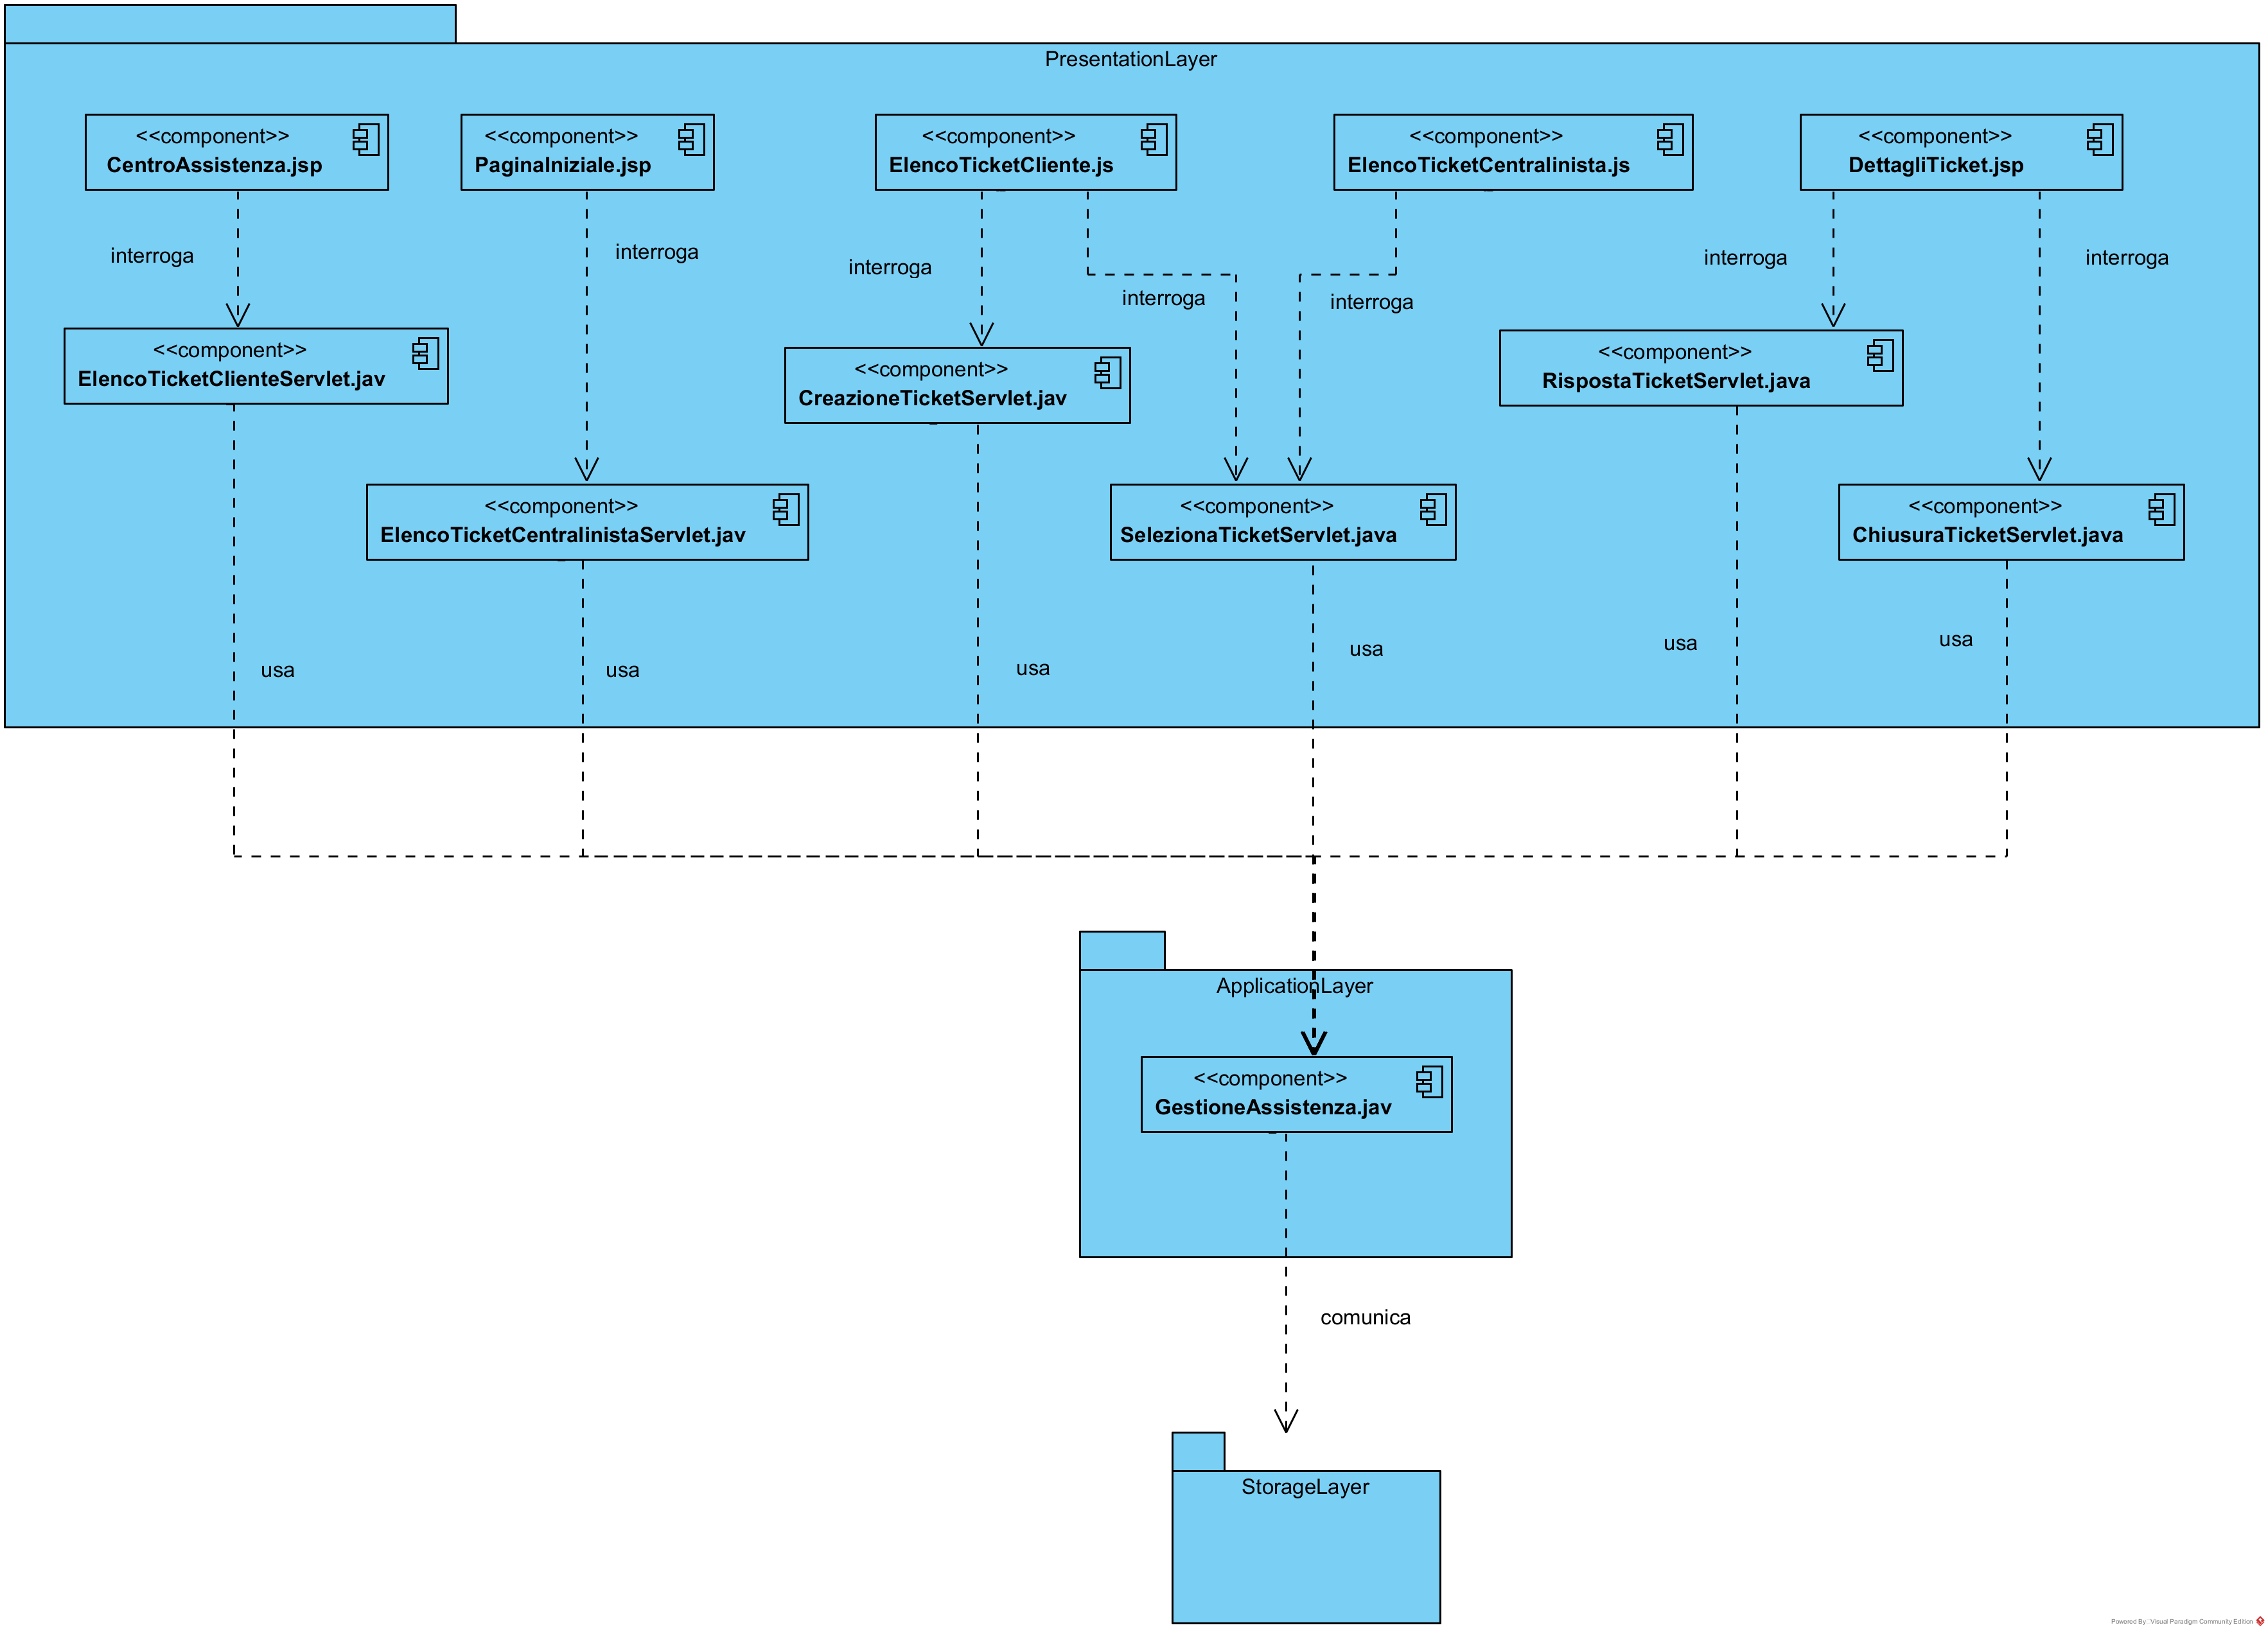 PresentationLayer
<<component>>
CentroAssistenza.jsp
<<component>>
PaginaIniziale.jsp
<<component>>
ElencoTicketCliente.js
<<component>>
ElencoTicketCentralinista.js
<<component>>
DettagliTicket.jsp
interroga
interroga
interroga
interroga
interroga
interroga
interroga
<<component>>
ElencoTicketClienteServlet.jav
<<component>>
CreazioneTicketServlet.jav
<<component>>
RispostaTicketServlet.java
<<component>>
ElencoTicketCentralinistaServlet.jav
<<component>>
SelezionaTicketServlet.java
<<component>>
ChiusuraTicketServlet.java
usa
usa
usa
usa
usa
usa
ApplicationLayer
<<component>>
GestioneAssistenza.jav
comunica
StorageLayer
Powered By Visual Paradigm Community Edition